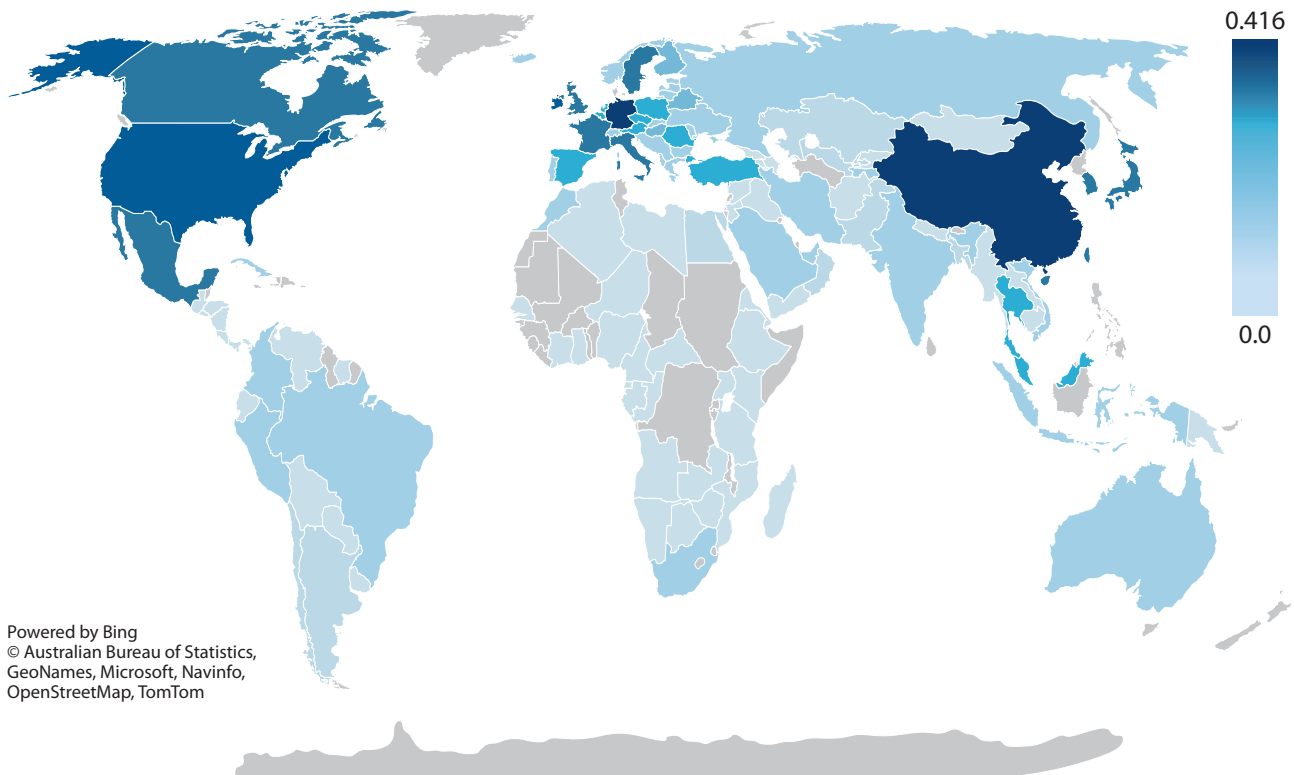 0.416
0.0
Powered by Bing
© Australian Bureau of Statistics,
GeoNames, Microsoft, Navinfo,
OpenStreetMap, TomTom